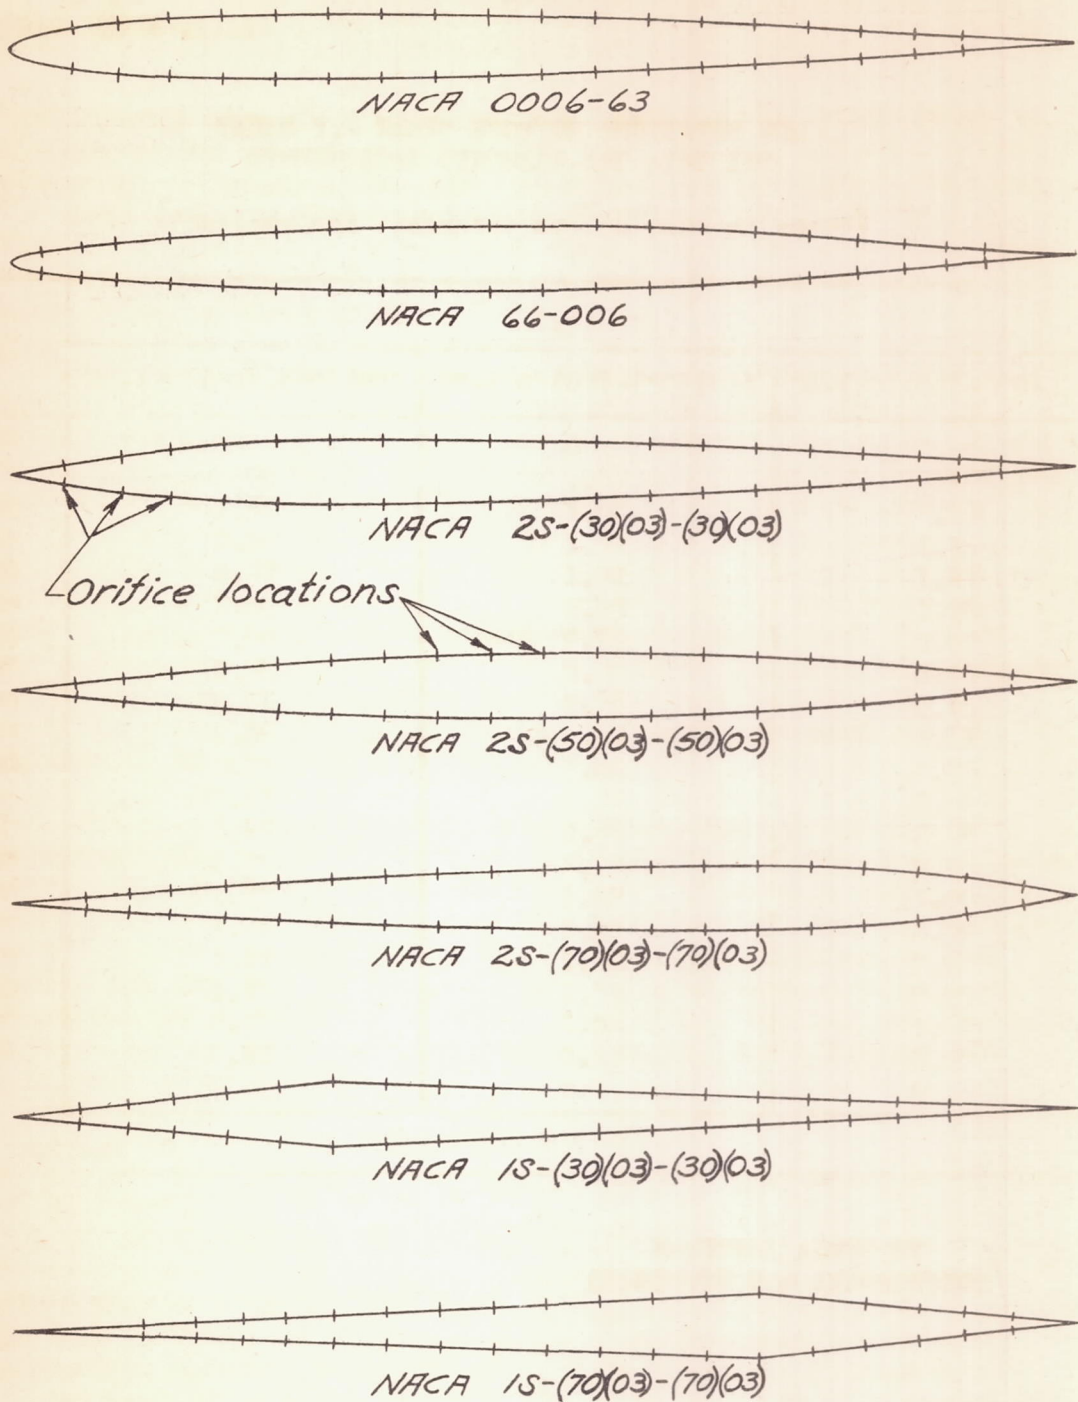 NACA 0006-63
NACA 66-006
NACA 2S-(30)(03)-(30)(03)
Orifice locations
NACA 2S-(50)(03)-(50)(03)
NACA 2S-(70)(03)-(70)(03)
NACA 1S-(30)(03)-(30)(03)
NACA 1S-(70)(03)-(70)(03)